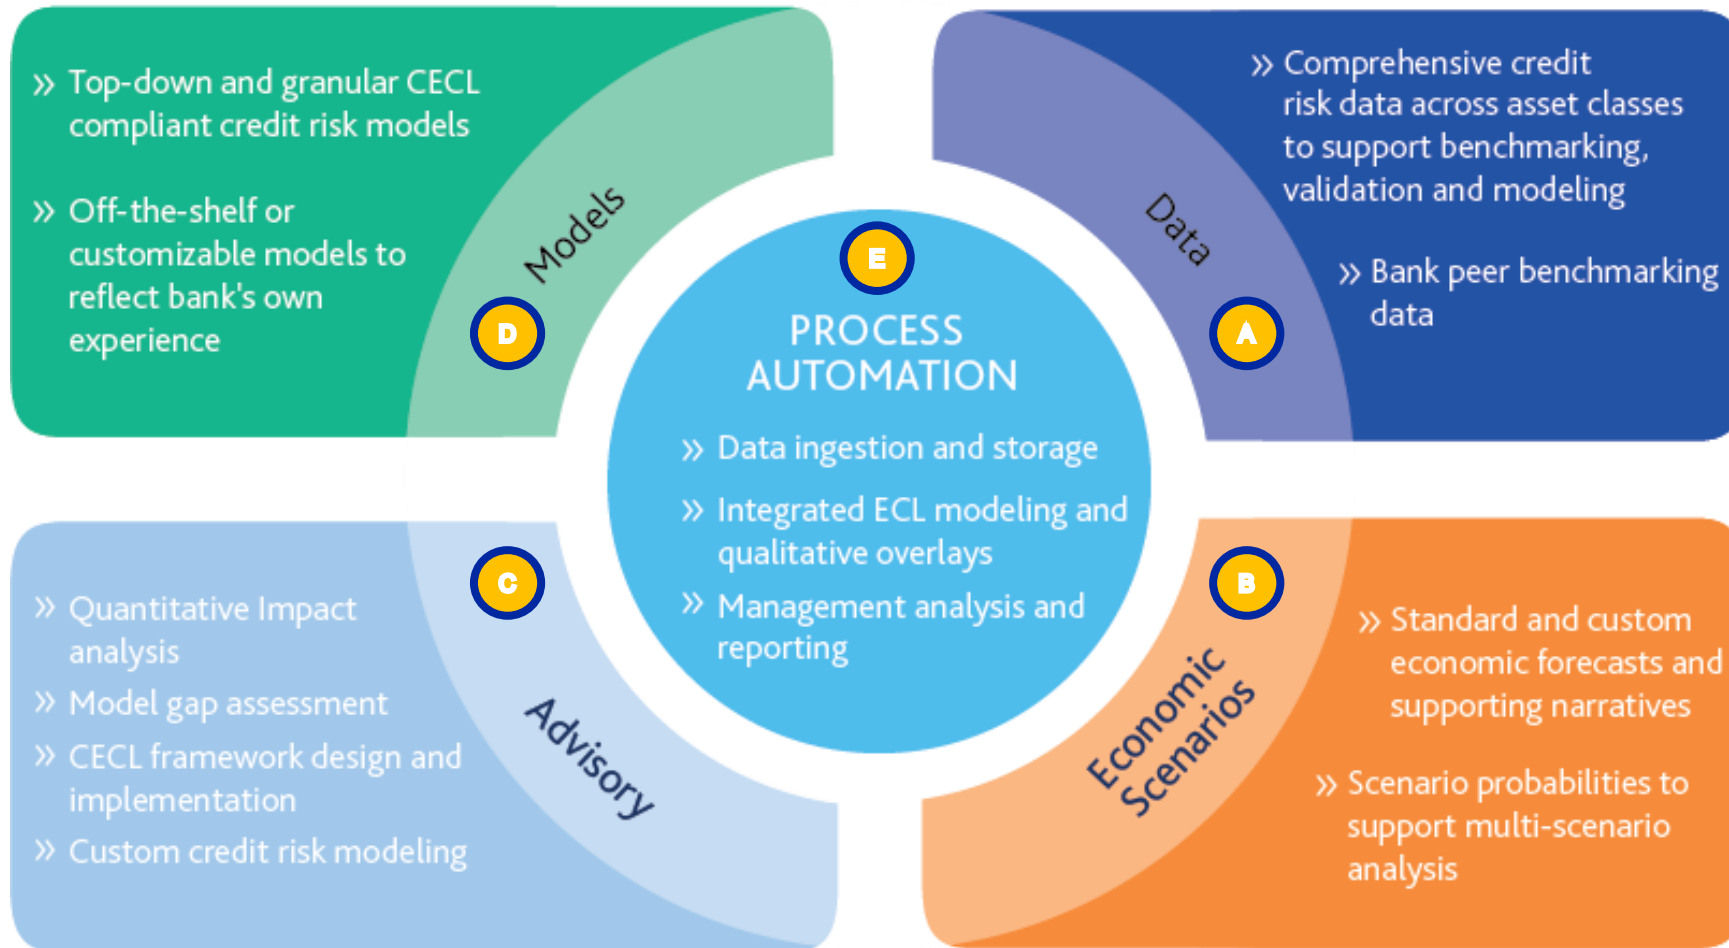 » Top-down and granular CECL
compliant credit risk models
» Off-the-shelf or
customizable models to
reflect bank's own
experience
Models
D
» Comprehensive credit
risk data across asset classes
to support benchmarking,
validation and modeling
» Bank peer benchmarking
data
Data
A
E
PROCESS
AUTOMATION
» Data ingestion and storage
» Integrated ECL modeling and
qualitative overlays
» Management analysis and
reporting
C
» Quantitative Impact
analysis
» Model gap assessment
» CECL framework design and
implementation
» Custom credit risk modeling
Advisory
B
Economic
Scenarios
» Standard and custom
economic forecasts and
supporting narratives
» Scenario probabilities to
support multi-scenario
analysis